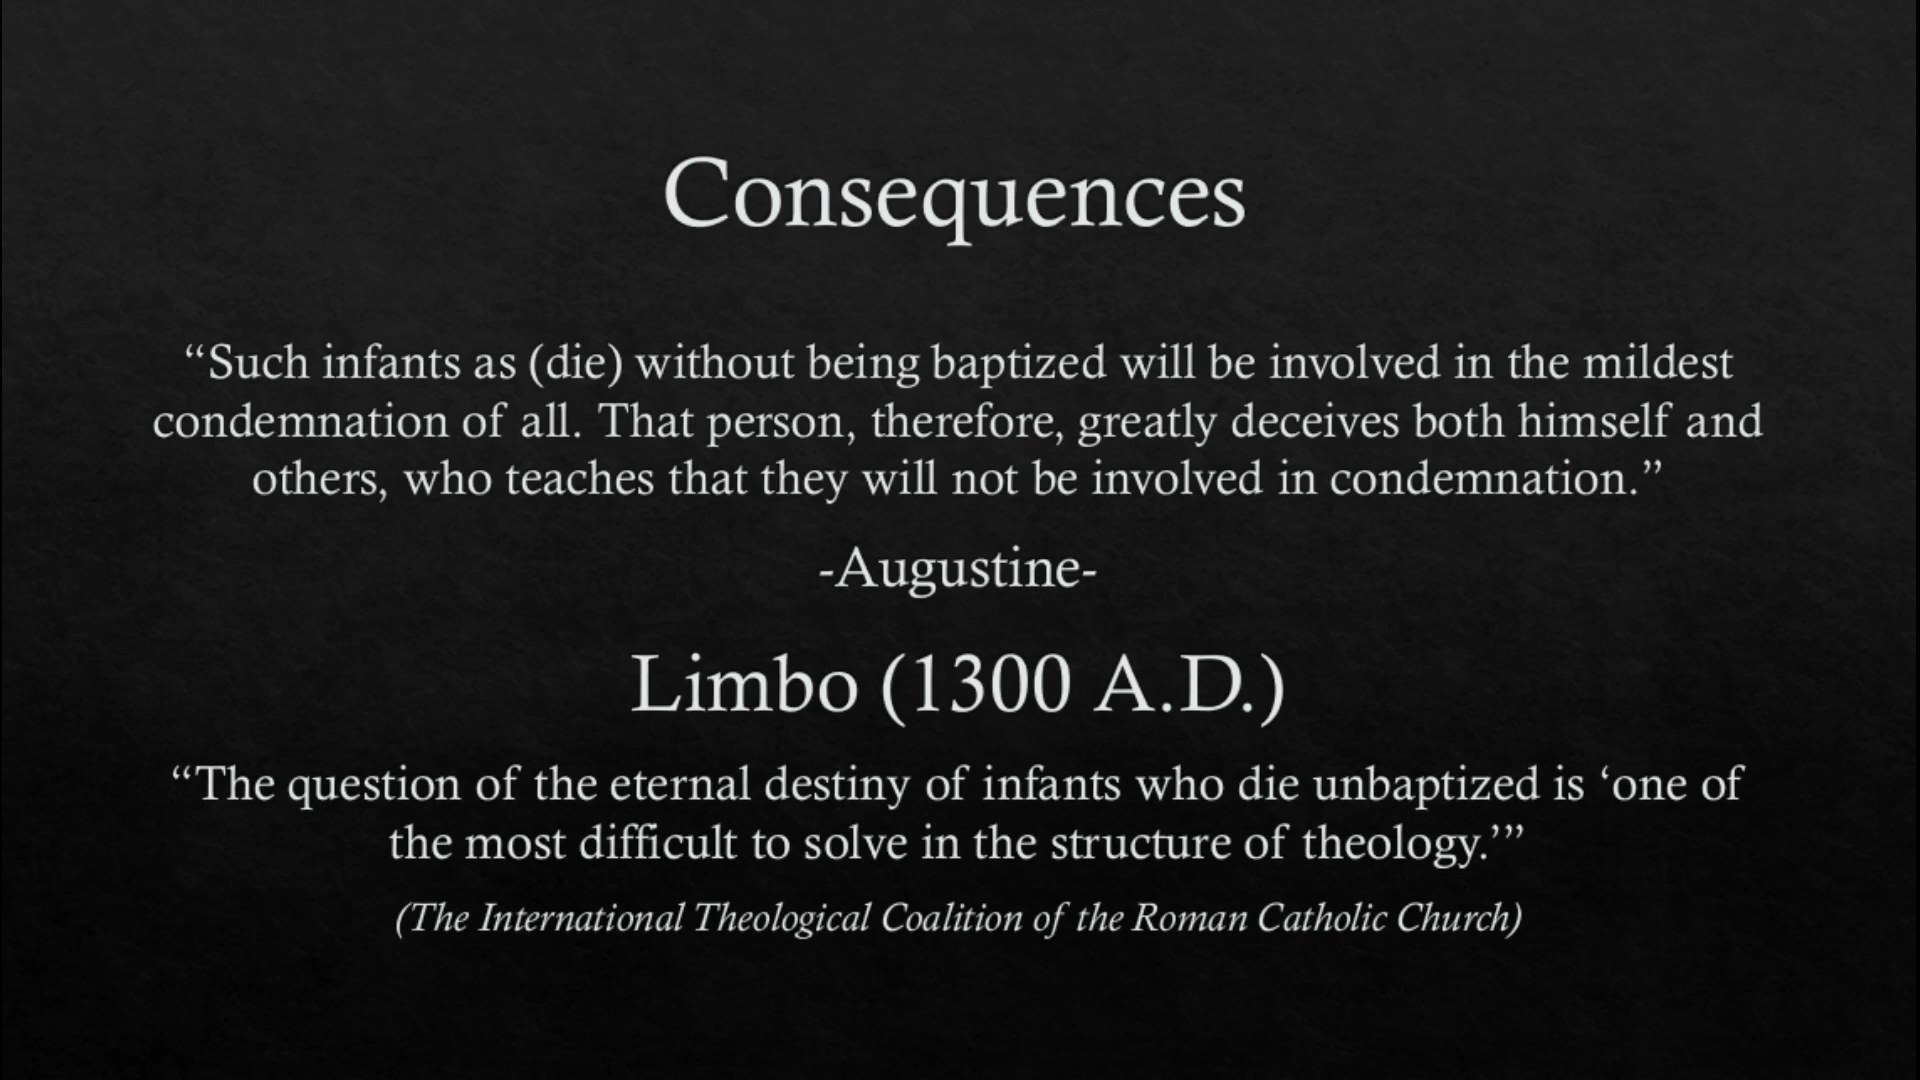 Consequences
“Such infants as (die) without being baptized will be involved in the mildest
condemnation of all. That person, therefore, greatly deceives both himself and
others, who teaches that they will not be involved in condemnation.”
-Augustine-
Limbo (1300 A.D.)
“The question of the eternal destiny of infants who die unbaptized is ‘one of
the most difficult to solve in the structure of theology.’”
(The International Theological Coalition of the Roman Catholic Church)